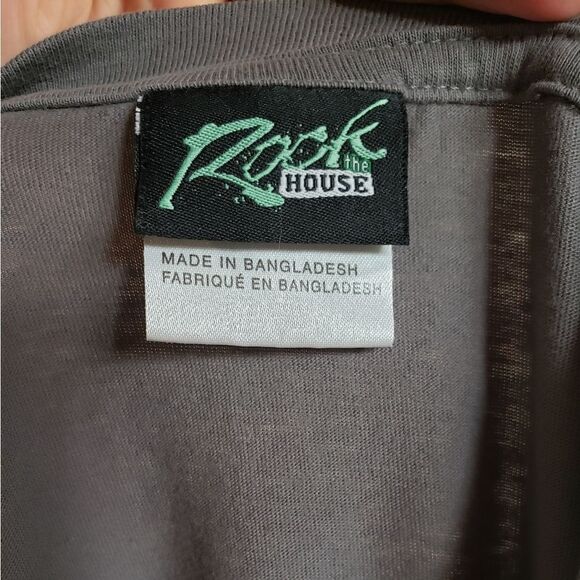 Rock
the
HOUSE
MADE IN BANGLADESH
FABRIQUÉ EN BANGLADESH